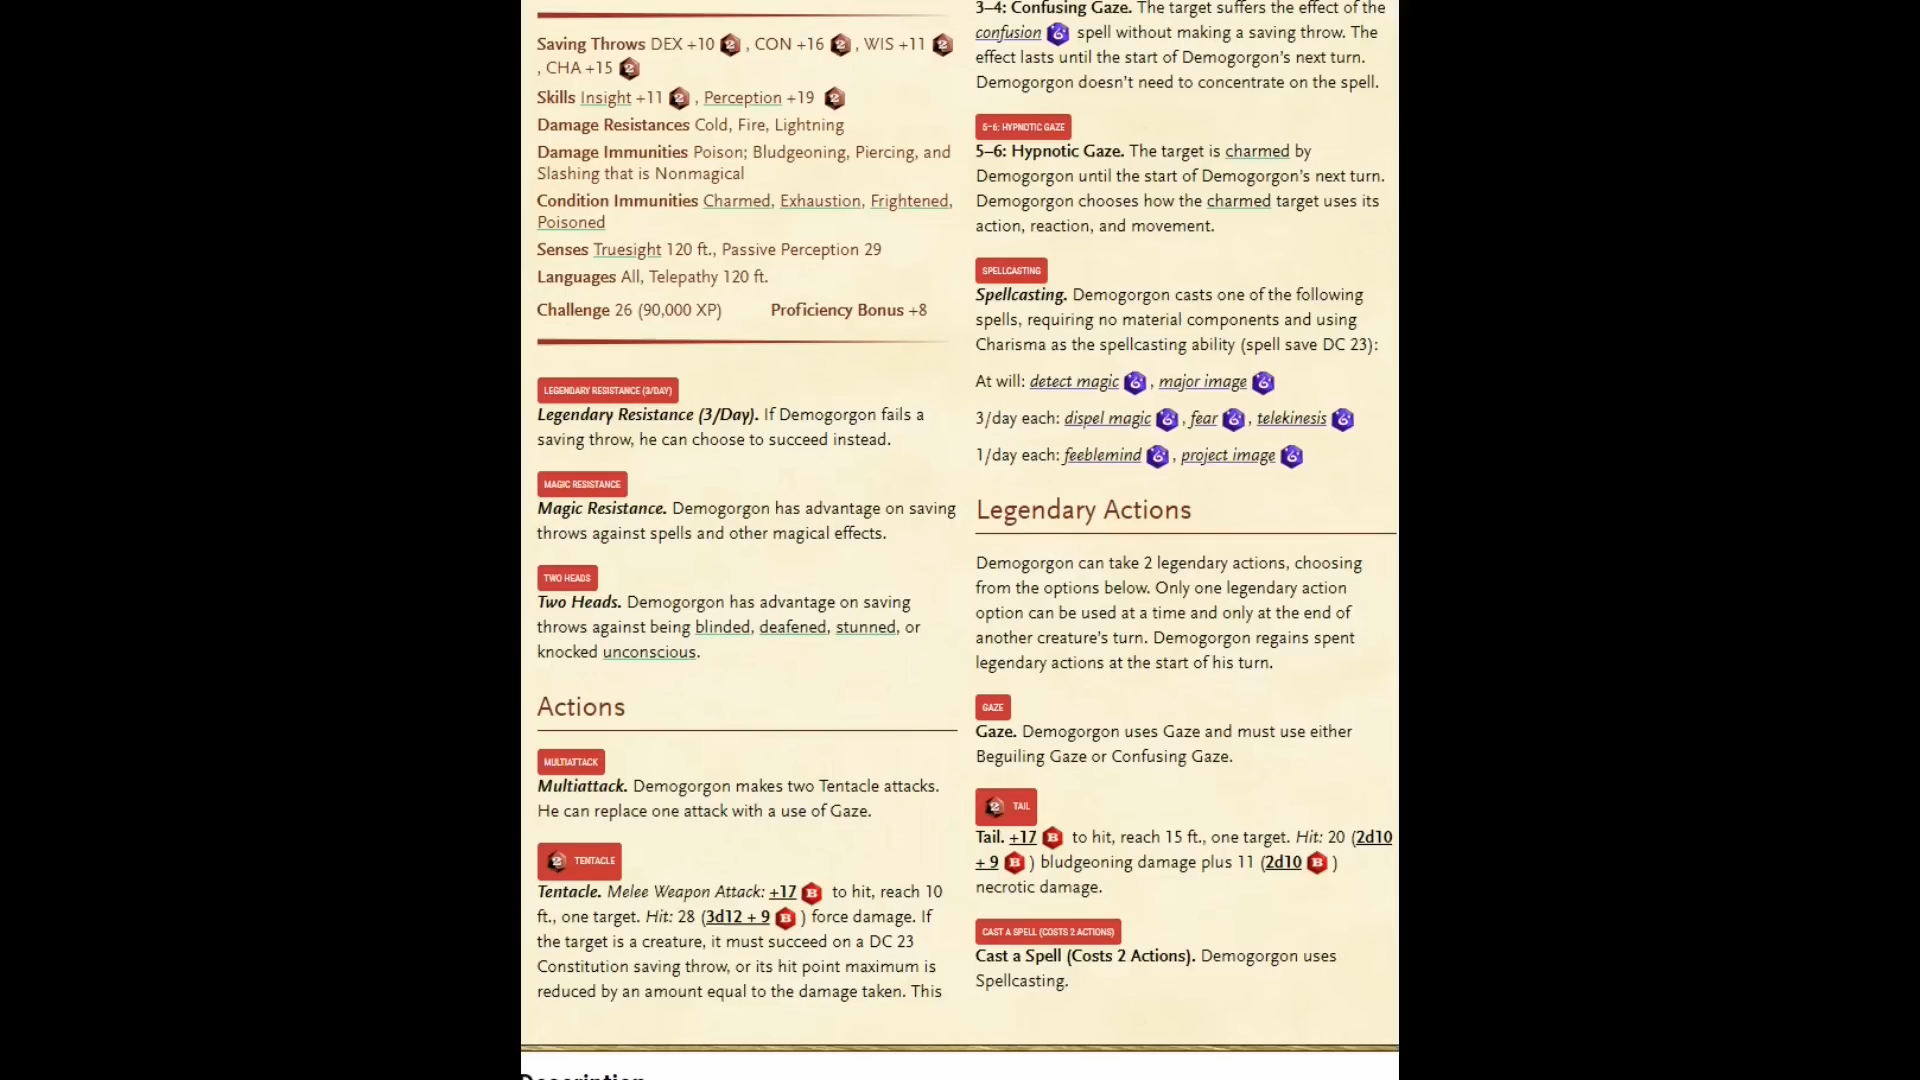 Saving Throws DEX +10 , CON +16 , WIS +11
, CHA +15
Skills Insight +11 , Perception +19
Damage Resistances Cold, Fire, Lightning
Damage Immunities Poison; Bludgeoning, Piercing, and
Slashing that is Nonmagical
Condition Immunities Charmed, Exhaustion, Frightened,
Poisoned
Senses Truesight 120 ft., Passive Perception 29
Languages All, Telepathy 120 ft.
Challenge 26 (90,000 XP) Proficiency Bonus +8
LEGENDARY RESISTANCE (3/DAY)
Legendary Resistance (3/Day). If Demogorgon fails a
saving throw, he can choose to succeed instead.
MAGIC RESISTANCE
Magic Resistance. Demogorgon has advantage on saving
throws against spells and other magical effects.
TWO HEADS
Two Heads. Demogorgon has advantage on saving
throws against being blinded, deafened, stunned, or
knocked unconscious.
Actions
MULTIATTACK
Multiattack. Demogorgon makes two Tentacle attacks.
He can replace one attack with a use of Gaze.
2 TENTACLE
Tentacle. Melee Weapon Attack: +17 B to hit, reach 10
ft., one target. Hit: 28 (3d12 + 9 B ) force damage. If
the target is a creature, it must succeed on a DC 23
Constitution saving throw, or its hit point maximum is
reduced by an amount equal to the damage taken. This
3–4: Confusing Gaze. The target suffers the effect of the
confusion 6 spell without making a saving throw. The
effect lasts until the start of Demogorgon's next turn.
Demogorgon doesn't need to concentrate on the spell.
5–6: HYPNOTIC GAZE
5–6: Hypnotic Gaze. The target is charmed by
Demogorgon until the start of Demogorgon's next turn.
Demogorgon chooses how the charmed target uses its
action, reaction, and movement.
SPELLCASTING
Spellcasting. Demogorgon casts one of the following
spells, requiring no material components and using
Charisma as the spellcasting ability (spell save DC 23):
At will: detect magic 6 , major image 6
3/day each: dispel magic 6 , fear 6 , telekinesis 6
1/day each: feeblemind 6 , project image 6
Legendary Actions
Demogorgon can take 2 legendary actions, choosing
from the options below. Only one legendary action
option can be used at a time and only at the end of
another creature's turn. Demogorgon regains spent
legendary actions at the start of his turn.
GAZE
Gaze. Demogorgon uses Gaze and must use either
Beguiling Gaze or Confusing Gaze.
2 TAIL
Tail. +17 B to hit, reach 15 ft., one target. Hit: 20 (2d10
+ 9 B ) bludgeoning damage plus 11 (2d10 B )
necrotic damage.
CAST A SPELL (COSTS 2 ACTIONS)
Cast a Spell (Costs 2 Actions). Demogorgon uses
Spellcasting.
Description